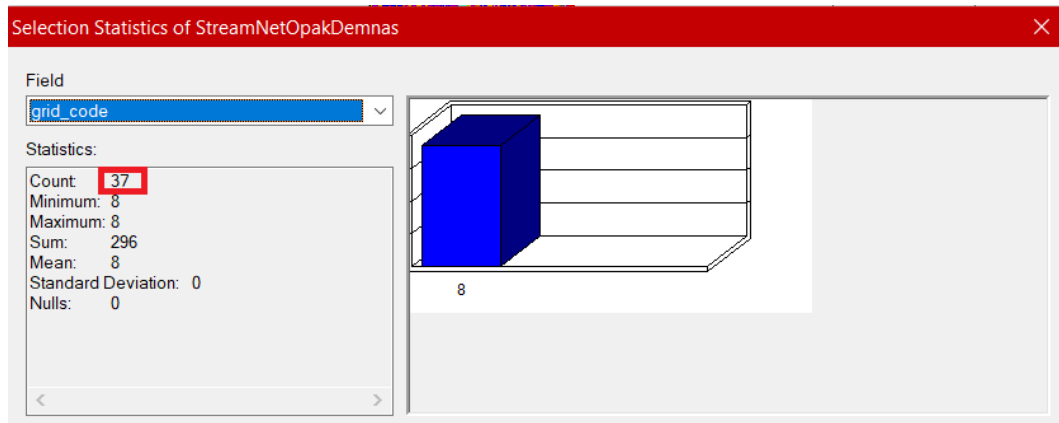 Selection Statistics of StreamNetOpakDemnas
Field
grid_code
Statistics:
Count: 37
Minimum: 8
Maximum: 8
Sum: 296
Mean: 8
Standard Deviation: 0
Nulls: 0
8